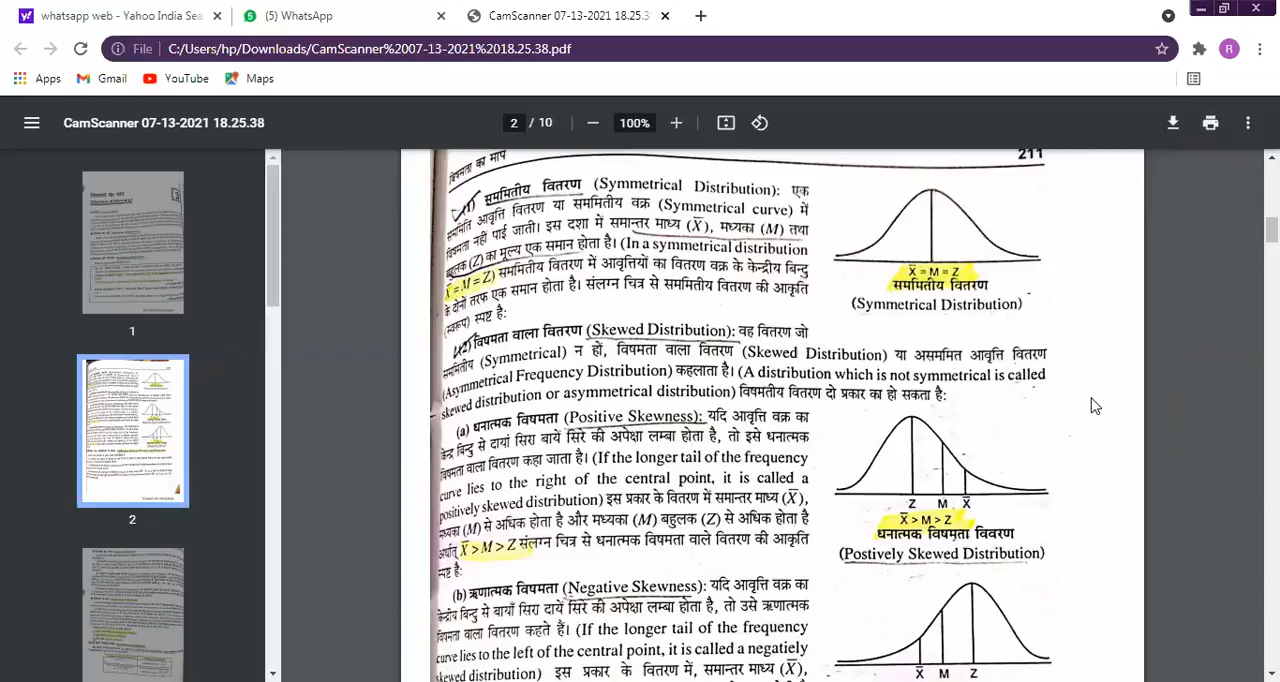 whatsapp web - Yahoo India Sea
(5) WhatsApp
CamScanner 07-13-2021 18.25.3
File C:/Users/hp/Downloads/CamScanner%2007-13-2021%2018.25.38.pdf
R
Apps Gmail YouTube Maps
CamScanner 07-13-2021 18.25.38
2 / 10
100%
1
2
विषमता का माप
211
(1) सममितीय वितरण (Symmetrical Distribution): एक
सममित आवृत्ति वितरण या सममितीय वक्र (Symmetrical curve) में
विषमता नहीं पाई जाती। इस दशा में समान्तर माध्य (X̅), मध्यका (M) तथा
बहुलक (Z) का मूल्य एक समान होता है। (In a symmetrical distribution
X̅ = M = Z) सममितीय वितरण में आवृत्तियों का वितरण वक्र के केन्द्रीय बिन्दु
के दोनों तरफ एक समान होता है। संलग्न चित्र से सममितीय वितरण की आकृति
(स्वरूप) स्पष्ट है:
X̅ = M = Z
सममितीय वितरण
(Symmetrical Distribution)
(2) विषमता वाला वितरण (Skewed Distribution): वह वितरण जो
सममितीय (Symmetrical) न हो, विषमता वाला वितरण (Skewed Distribution) या असममित आवृत्ति वितरण
(Asymmetrical Frequency Distribution) कहलाता है। (A distribution which is not symmetrical is called
skewed distribution or asymmetrical distribution) विषमतीय वितरण दो प्रकार का हो सकता है:
(a) धनात्मक विषमता (Positive Skewness): यदि आवृत्ति वक्र का
केन्द्र बिन्दु से दायां सिरा बायें सिरे की अपेक्षा लम्बा होता है, तो इसे धनात्मक
विषमता वाला वितरण कहा जाता है। (If the longer tail of the frequency
curve lies to the right of the central point, it is called a
positively skewed distribution) इस प्रकार के वितरण में समान्तर माध्य (X̅),
मध्यका (M) से अधिक होता है और मध्यका (M) बहुलक (Z) से अधिक होता है
अर्थात् X̅ > M > Z संलग्न चित्र से धनात्मक विषमता वाले वितरण की आकृति
स्पष्ट है:
Z M X̅
X̅ > M > Z
धनात्मक विषमता विवरण
(Postively Skewed Distribution)
(b) ऋणात्मक विषमता (Negative Skewness): यदि आवृत्ति वक्र का
केन्द्रीय बिन्दु से बायाँ सिरा दायें सिरे की अपेक्षा लम्बा होता है, तो उसे ऋणात्मक
विषमता वाला वितरण कहते है। (If the longer tail of the frequency
curve lies to the left of the central point, it is called a negatively
skewed distribution) इस प्रकार के वितरण में, समान्तर माध्य (X̅),
X̅ M Z